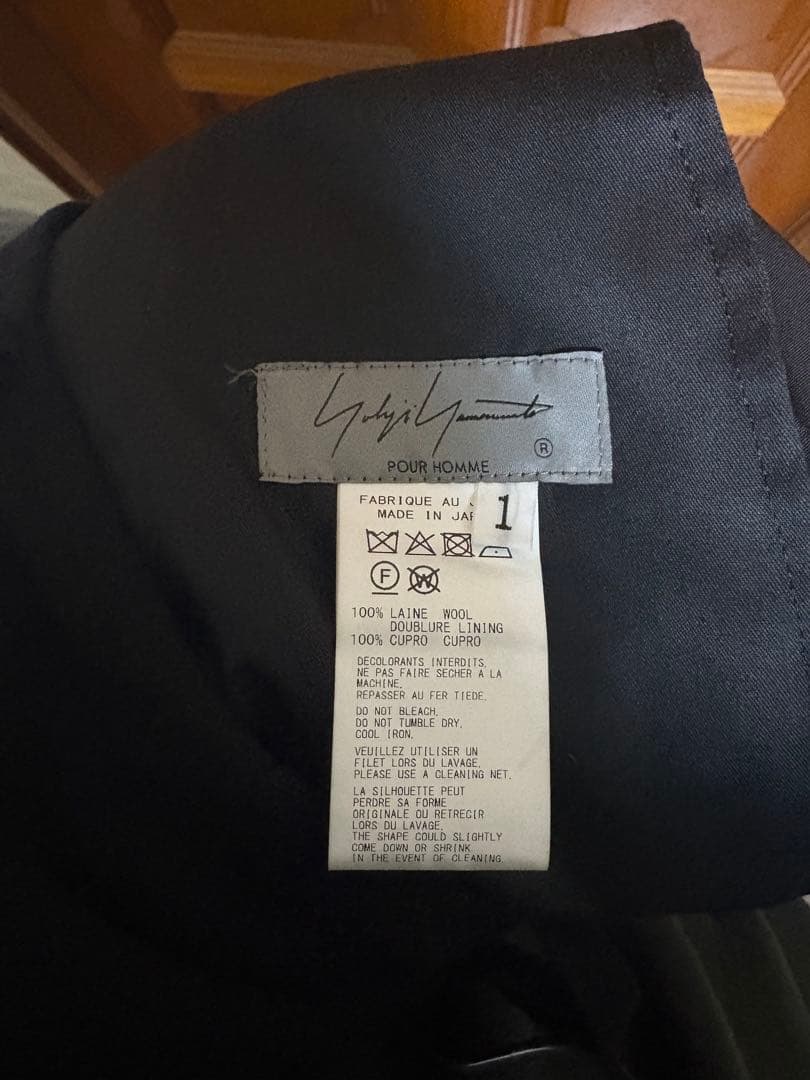 Yohji Yamamoto
®
POUR HOMME
FABRIQUE AU
MADE IN JAP
1
F
W
100% LAINE WOOL
DOUBLURE LINING
100% CUPRO CUPRO
DECOLORANTS INTERDITS.
NE PAS FAIRE SECHER A LA
MACHINE.
REPASSER AU FER TIEDE.
DO NOT BLEACH.
DO NOT TUMBLE DRY.
COOL IRON.
VEUILLEZ UTILISER UN
FILET LORS DU LAVAGE.
PLEASE USE A CLEANING NET.
LA SILHOUETTE PEUT
PERDRE SA FORME
ORIGINALE OU RETRECIR
LORS DU LAVAGE.
THE SHAPE COULD SLIGHTLY
COME DOWN OR SHRINK
IN THE EVENT OF CLEANING